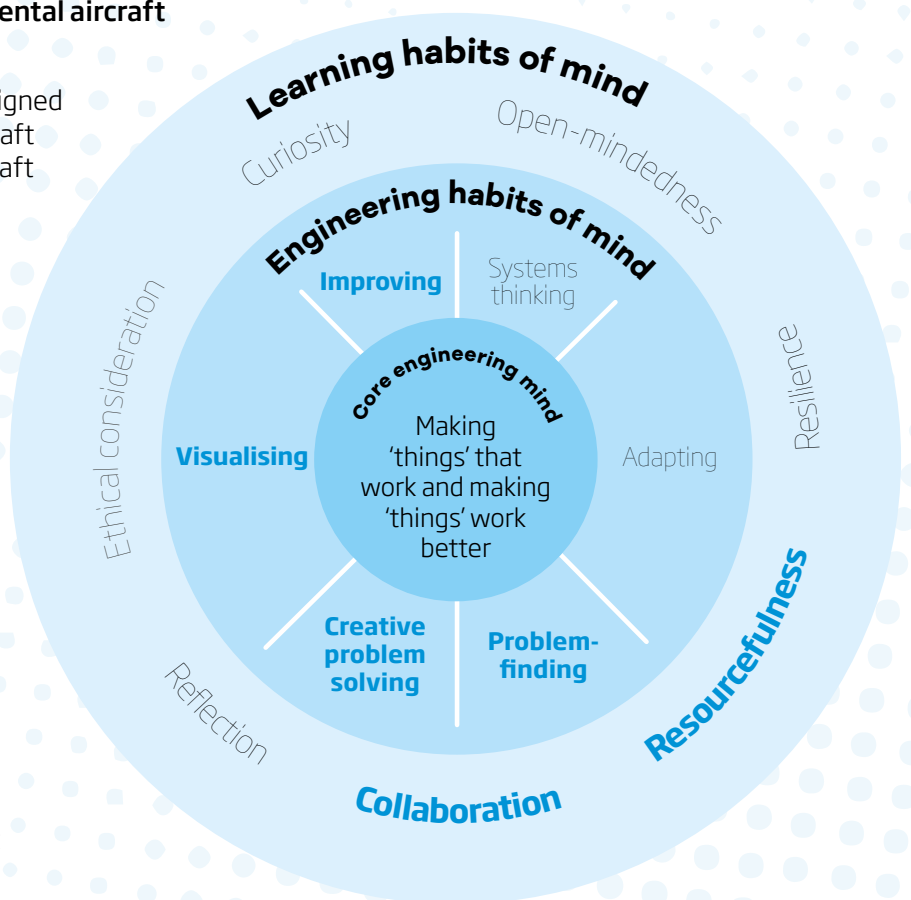 ental aircraft
igned
aft
aft
Learning habits of mind
Curiosity
Open-mindedness
Engineering habits of mind
Improving
Systems
thinking
Ethical consideration
Resilience
Core engineering mind
Making
‘things’ that
work and making
‘things’ work
better
Visualising
Adapting
Creative
problem
solving
Problem-
finding
Resourcefulness
Reflection
Collaboration